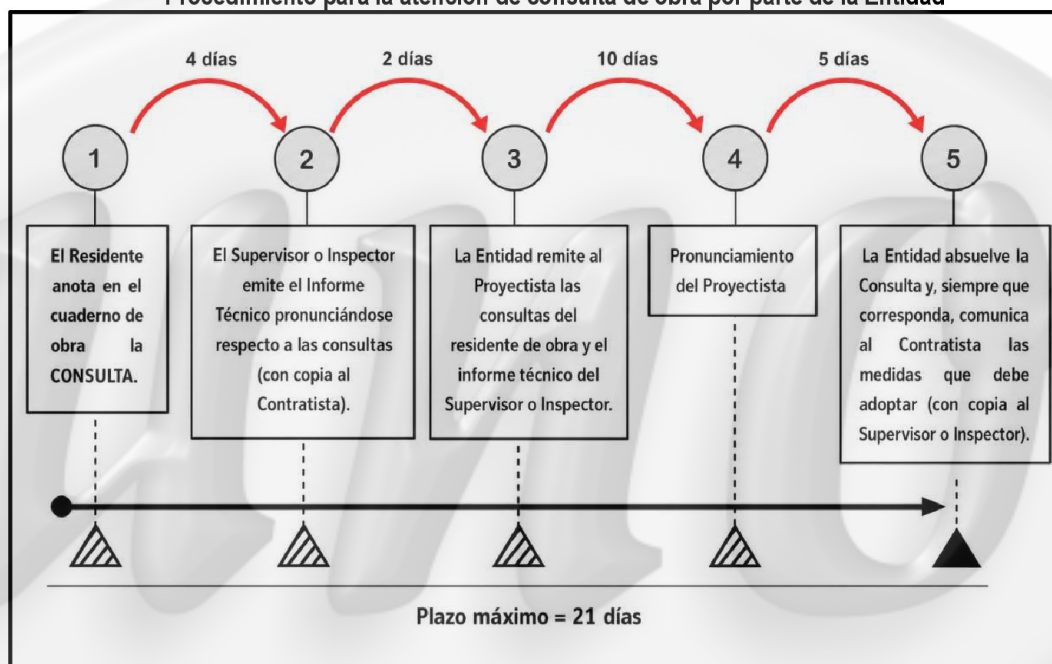 Procedimiento para la atención de consulta de obra por parte de la Entidad
4 días
2 días
10 días
5 días
1
2
3
4
5
El Residente
anota en el
cuaderno de
obra la
CONSULTA.
El Supervisor o Inspector
emite el Informe
Técnico pronunciándose
respecto a las consultas
(con copia al
Contratista).
La Entidad remite al
Proyectista las
consultas del
residente de obra y el
informe técnico del
Supervisor o Inspector.
Pronunciamiento
del Proyectista
La Entidad absuelve la
Consulta y, siempre que
corresponda, comunica
al Contratista las
medidas que debe
adoptar (con copia al
Supervisor o Inspector).
Plazo máximo = 21 días